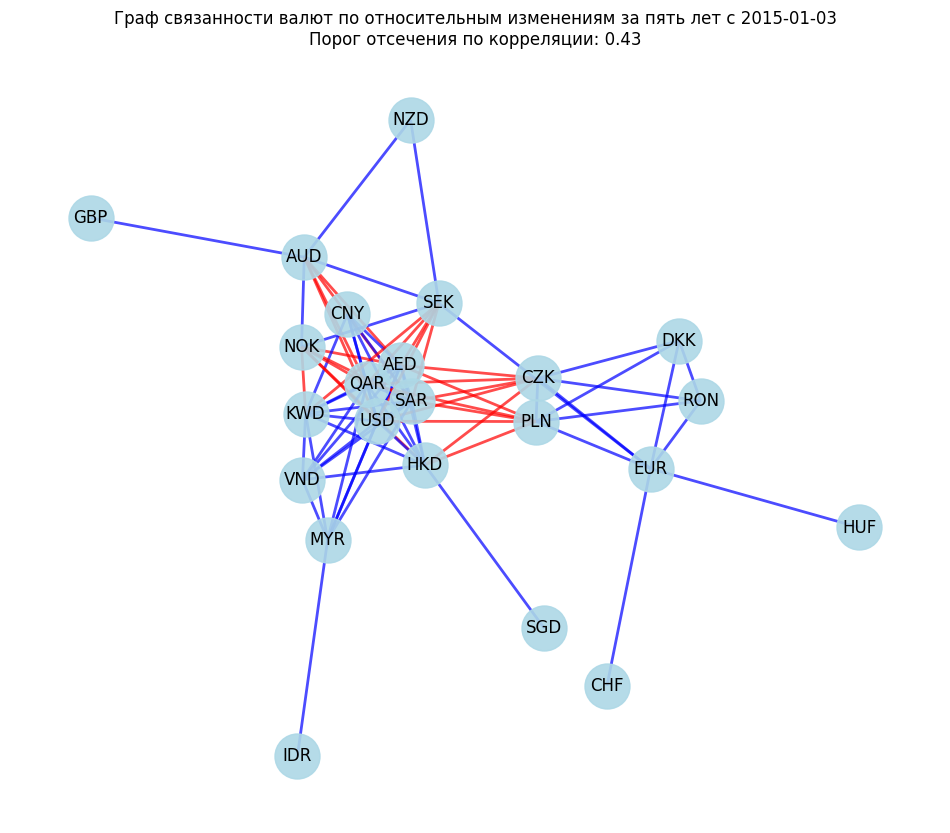 Граф связанности валют по относительным изменениям за пять лет с 2015-01-03
Порог отсечения по корреляции: 0.43
NZD
GBP
AUD
SEK
CNY
DKK
NOK
AED
CZK
QAR
RON
SAR
KWD
USD
PLN
HKD
EUR
VND
HUF
MYR
SGD
CHF
IDR